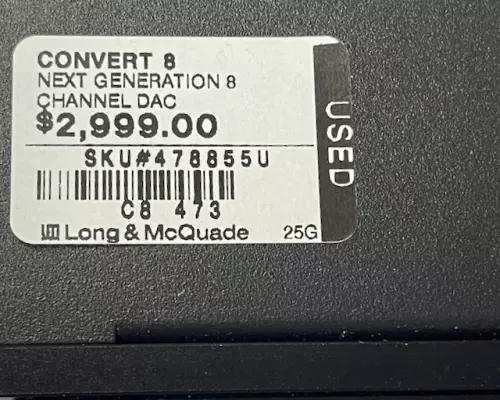 CONVERT 8
NEXT GENERATION 8
CHANNEL DAC
$2,999.00
SKU#478855U
C8 473
Long & McQuade 25G
USED